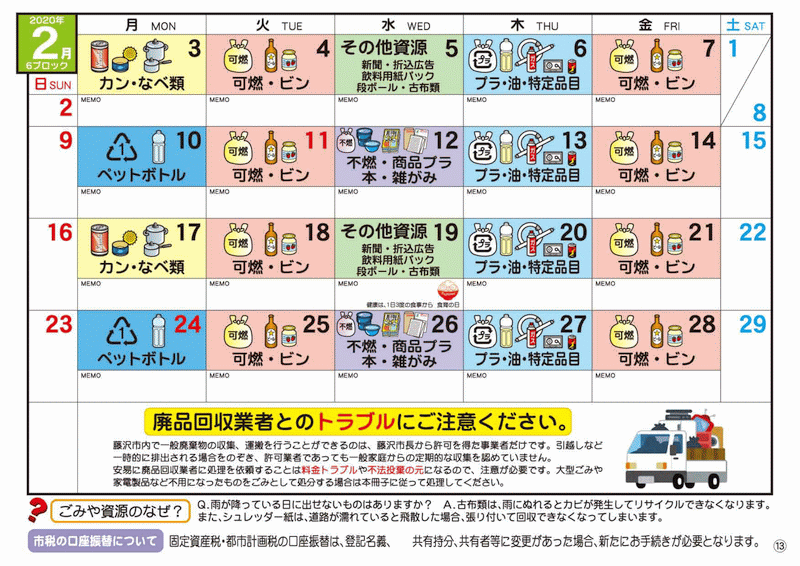 2020年
2月
6ブロック
日 SUN
月 MON
火 TUE
水 WED
木 THU
金 FRI
土 SAT
3
カン・なべ類
4
可燃
可燃・ビン
その他資源 5
新聞・折込広告
飲料用紙パック
段ボール・古布類
6
プラ
プラ・油・特定品目
7
可燃
可燃・ビン
1
8
2
MEMO
MEMO
MEMO
MEMO
MEMO
9
10
1
ペットボトル
11
可燃
可燃・ビン
12
不燃
不燃・商品プラ
本・雑がみ
13
プラ
プラ・油・特定品目
14
可燃
可燃・ビン
15
MEMO
MEMO
MEMO
MEMO
MEMO
16
17
カン・なべ類
18
可燃
可燃・ビン
その他資源 19
新聞・折込広告
飲料用紙パック
段ボール・古布類
20
プラ
プラ・油・特定品目
21
可燃
可燃・ビン
22
MEMO
MEMO
MEMO
MEMO
MEMO
健康は、1日3度の食事から 食育の日
23
24
1
ペットボトル
25
可燃
可燃・ビン
26
不燃
不燃・商品プラ
本・雑がみ
27
プラ
プラ・油・特定品目
28
可燃
可燃・ビン
29
MEMO
MEMO
MEMO
MEMO
MEMO
廃品回収業者とのトラブルにご注意ください。
藤沢市内で一般廃棄物の収集、運搬を行うことができるのは、藤沢市長から許可を得た事業者だけです。引越しなど
一時的に排出される場合をのぞき、許可業者であっても一般家庭からの定期的な収集を認めていません。
安易に廃品回収業者に処理を依頼することは料金トラブルや不法投棄の元になるので、注意が必要です。大型ごみや
家電製品など不用になったものをごみとして処分する場合は本冊子に従って処理してください。
? ごみや資源のなぜ?
Q.雨が降っている日に出せないものはありますか? A.古布類は、雨にぬれるとカビが発生してリサイクルできなくなります。
また、シュレッダー紙は、道路が濡れていると飛散した場合、張り付いて回収できなくなってしまいます。
市税の口座振替について 固定資産税・都市計画税の口座振替は、登記名義、 共有持分、共有者等に変更があった場合、新たにお手続きが必要となります。
⑬